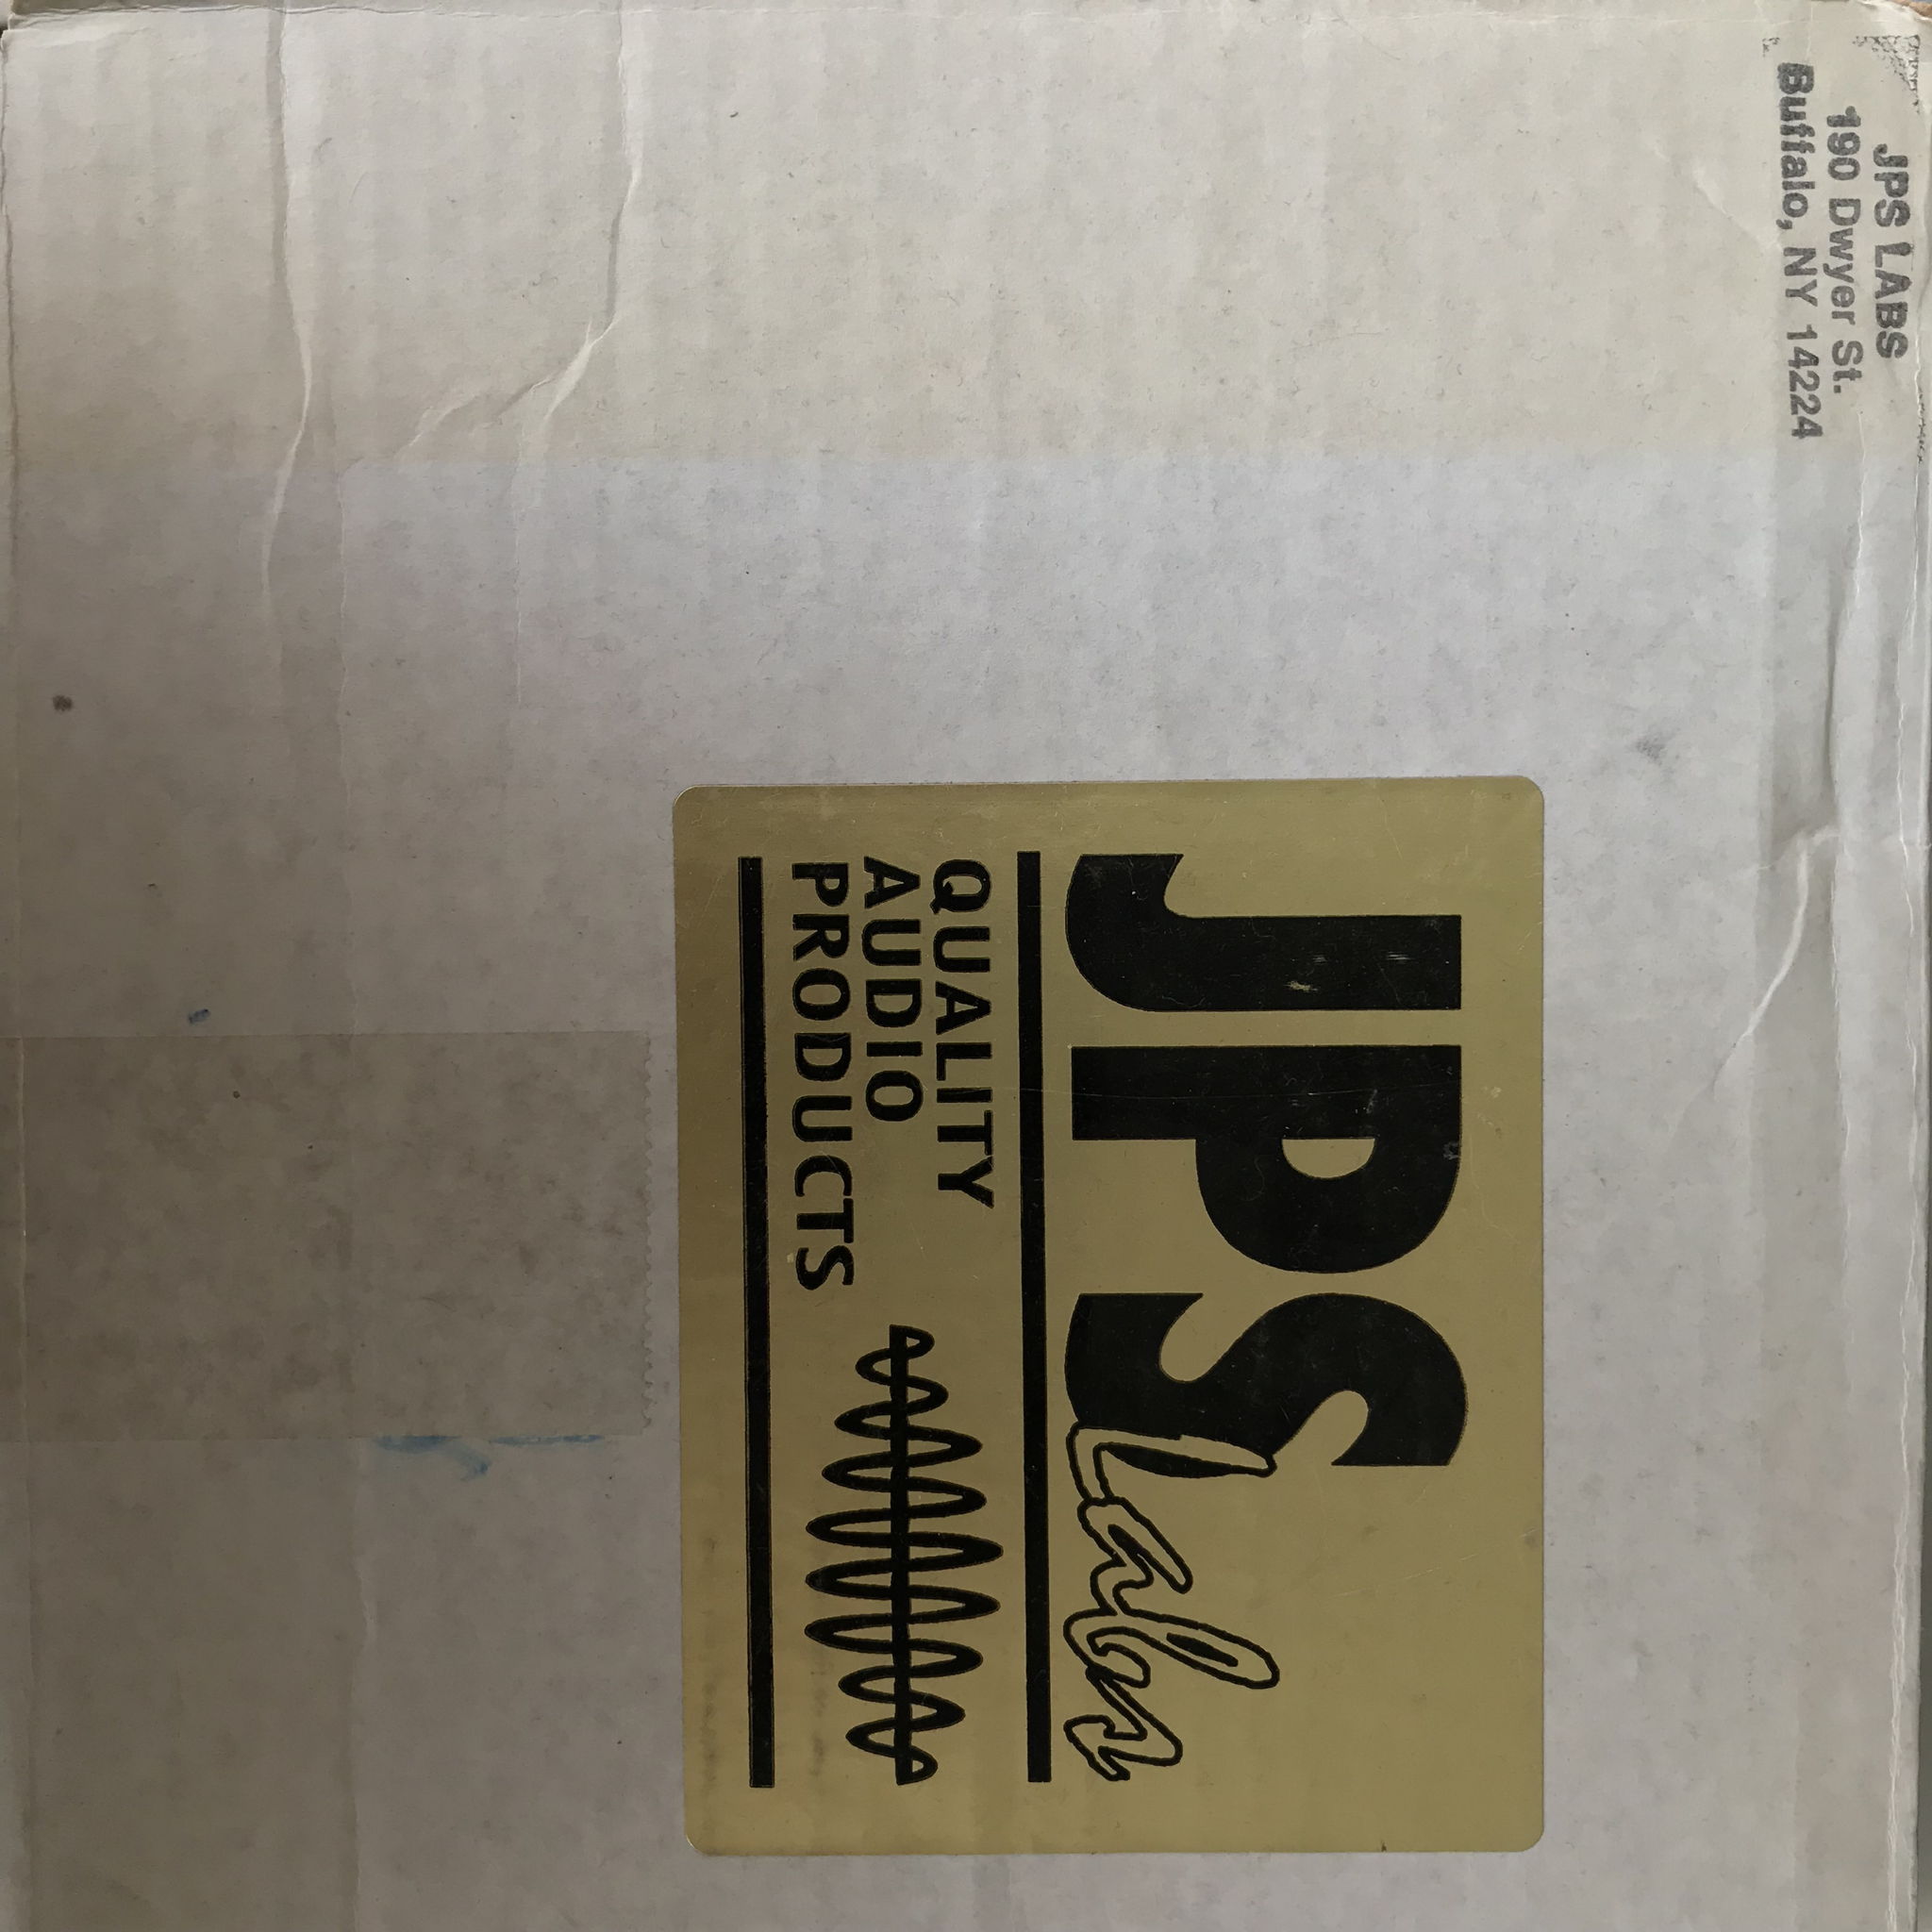 JPS LABS
190 Dwyer St.
Buffalo, NY 14224
JPS Labs
QUALITY
AUDIO
PRODUCTS